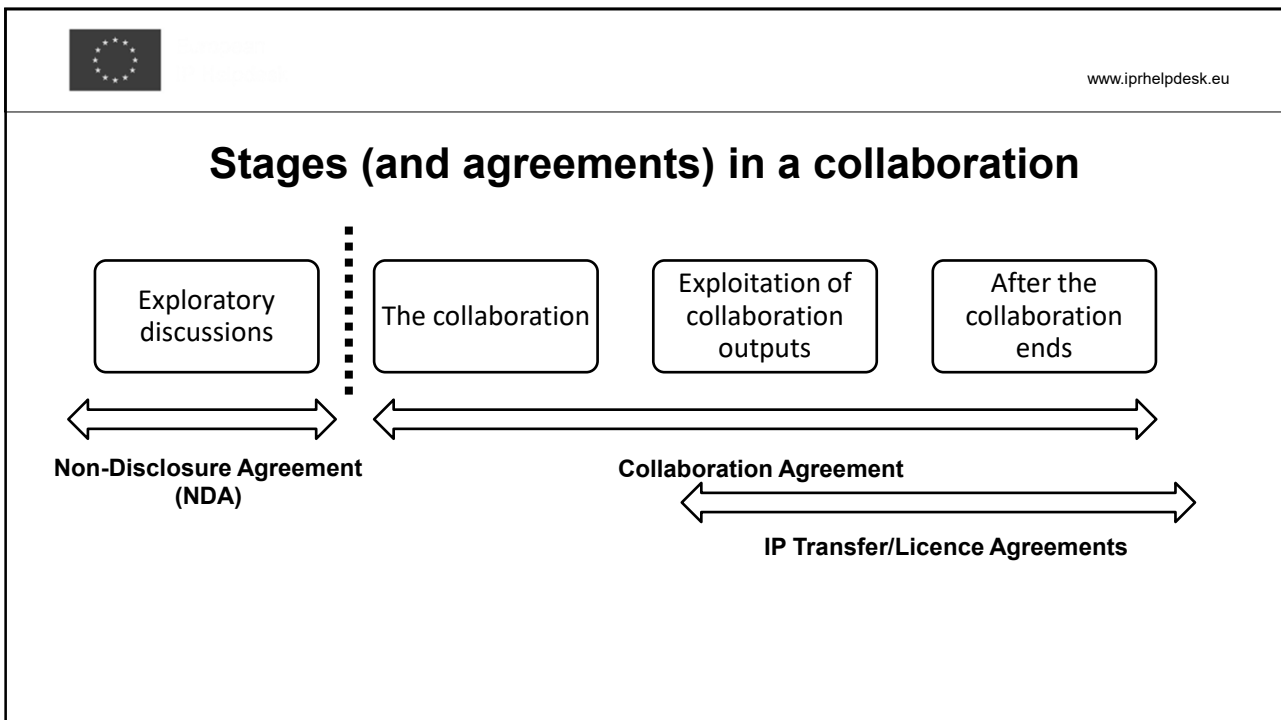 www.iprhelpdesk.eu
Stages (and agreements) in a collaboration
Exploratory
discussions
The collaboration
Exploitation of
collaboration
outputs
After the
collaboration
ends
Non-Disclosure Agreement
(NDA)
Collaboration Agreement
IP Transfer/Licence Agreements